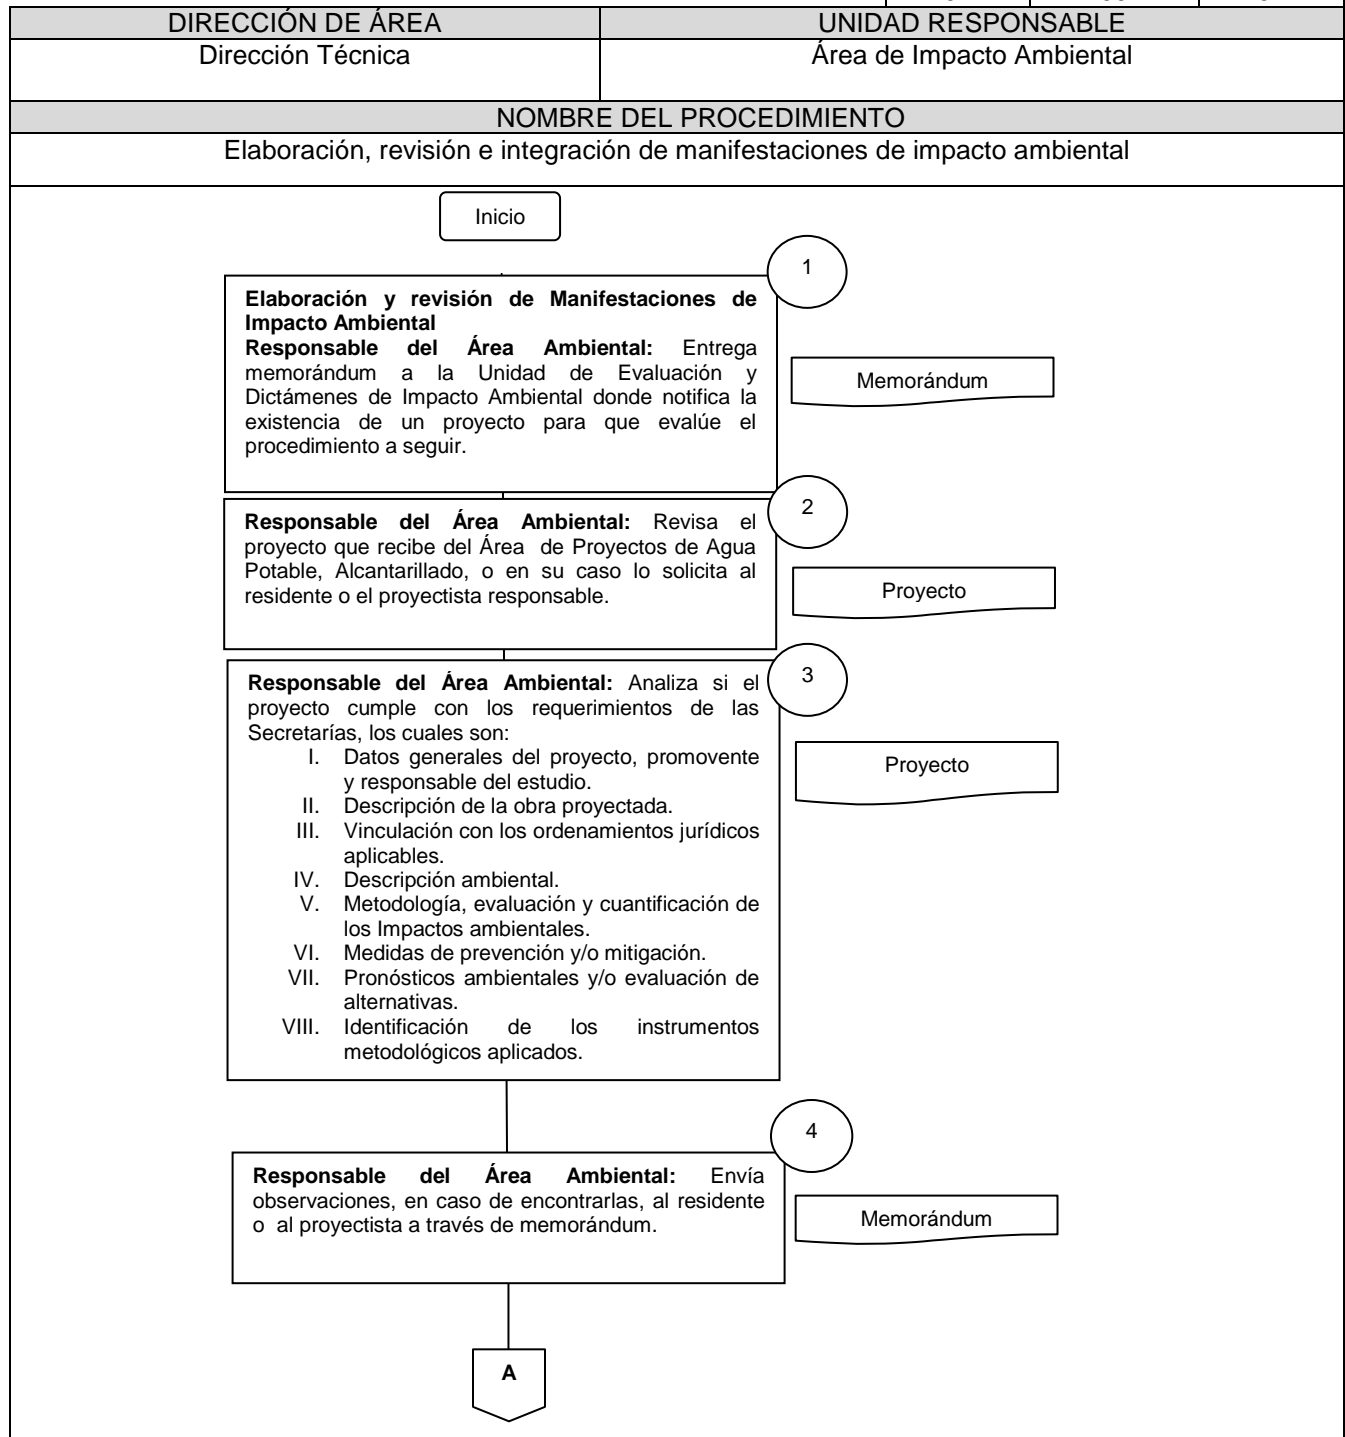 DIRECCIÓN DE ÁREA
UNIDAD RESPONSABLE
Dirección Técnica
Área de Impacto Ambiental
NOMBRE DEL PROCEDIMIENTO
Elaboración, revisión e integración de manifestaciones de impacto ambiental
Inicio
1
Elaboración y revisión de Manifestaciones de
Impacto Ambiental
Responsable del Área Ambiental: Entrega
memorándum a la Unidad de Evaluación y
Dictámenes de Impacto Ambiental donde notifica la
existencia de un proyecto para que evalúe el
procedimiento a seguir.
Memorándum
2
Responsable del Área Ambiental: Revisa el
proyecto que recibe del Área de Proyectos de Agua
Potable, Alcantarillado, o en su caso lo solicita al
residente o el proyectista responsable.
Proyecto
3
Responsable del Área Ambiental: Analiza si el
proyecto cumple con los requerimientos de las
Secretarías, los cuales son:
I. Datos generales del proyecto, promovente
y responsable del estudio.
II. Descripción de la obra proyectada.
III. Vinculación con los ordenamientos jurídicos
aplicables.
IV. Descripción ambiental.
V. Metodología, evaluación y cuantificación de
los Impactos ambientales.
VI. Medidas de prevención y/o mitigación.
VII. Pronósticos ambientales y/o evaluación de
alternativas.
VIII. Identificación de los instrumentos
metodológicos aplicados.
Proyecto
4
Responsable del Área Ambiental: Envía
observaciones, en caso de encontrarlas, al residente
o al proyectista a través de memorándum.
Memorándum
A